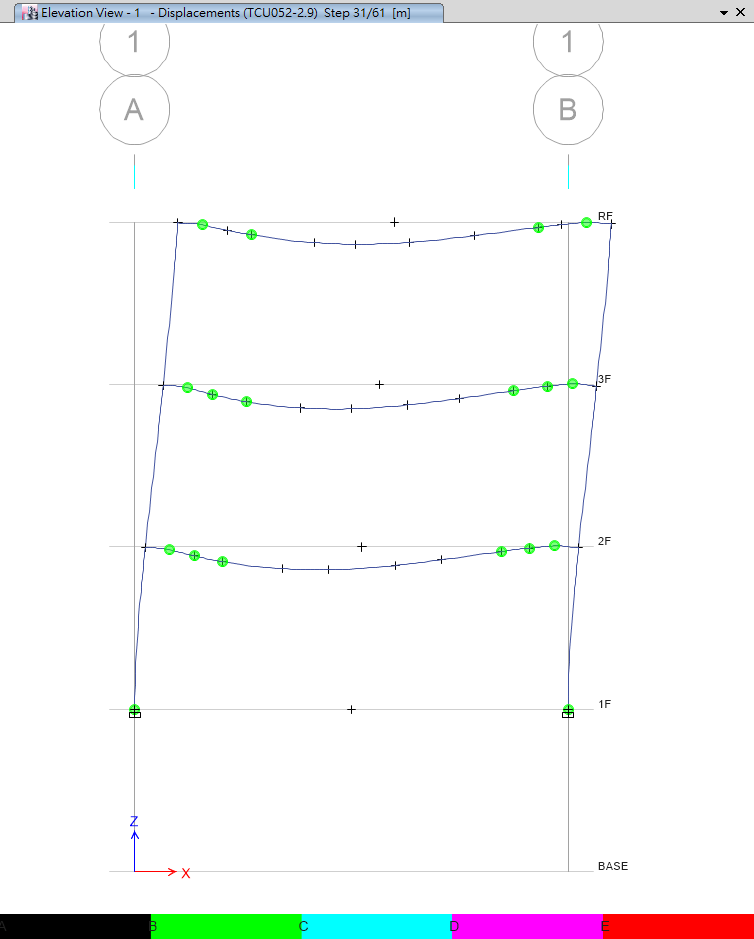 Elevation View - 1 - Displacements (TCU052-2.9) Step 31/61 [m]
1 1
A B
RF
3F
2F
1F
Z
X
BASE
A B C D E